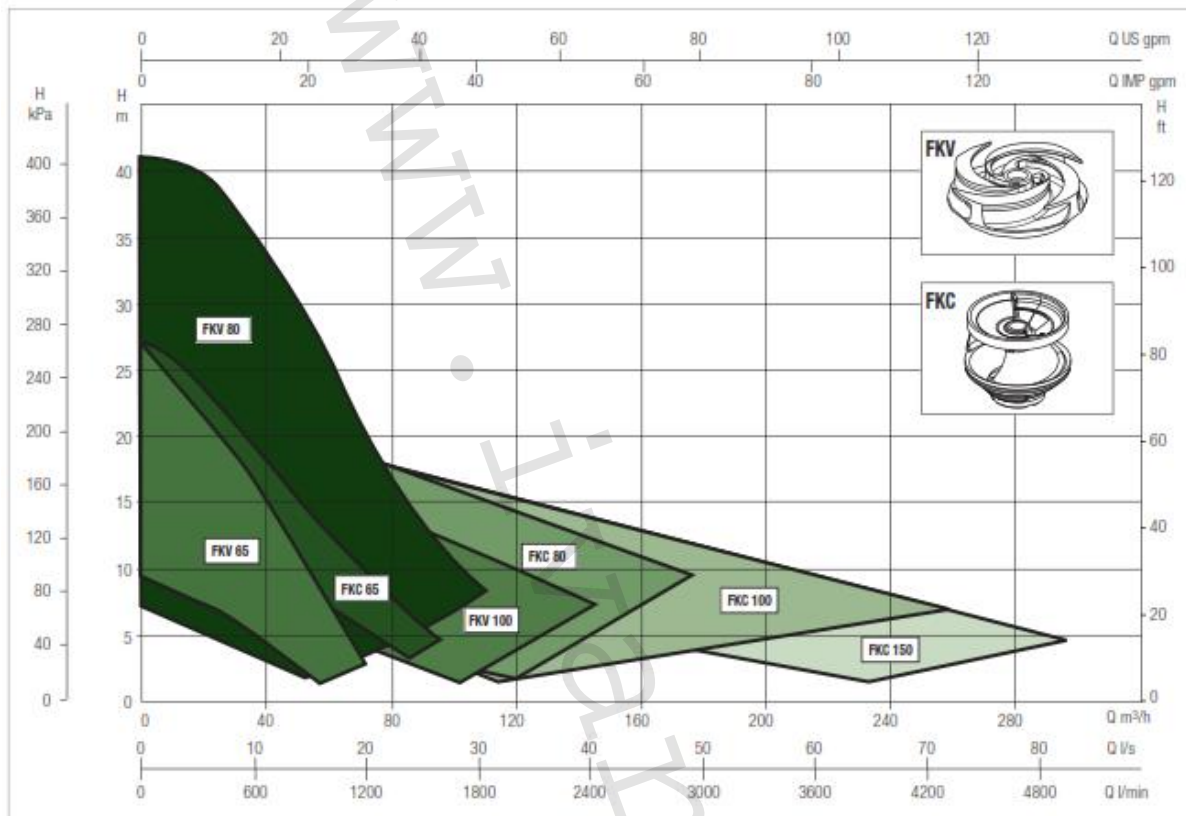 0 20 40 60 80 100 120 Q US gpm
0 20 40 60 80 100 120 Q IMP gpm
H kPa
H m
H ft
400
360
320
280
240
200
160
120
80
40
0
40
35
30
25
20
15
10
5
0
120
100
80
60
40
20
0
FKV
FKC
FKV 80
FKV 65
FKC 65
FKV 100
FKC 80
FKC 100
FKC 150
0 40 80 120 160 200 240 280 Q m³/h
0 10 20 30 40 50 60 70 80 Q l/s
0 600 1200 1800 2400 3000 3600 4200 4800 Q l/min